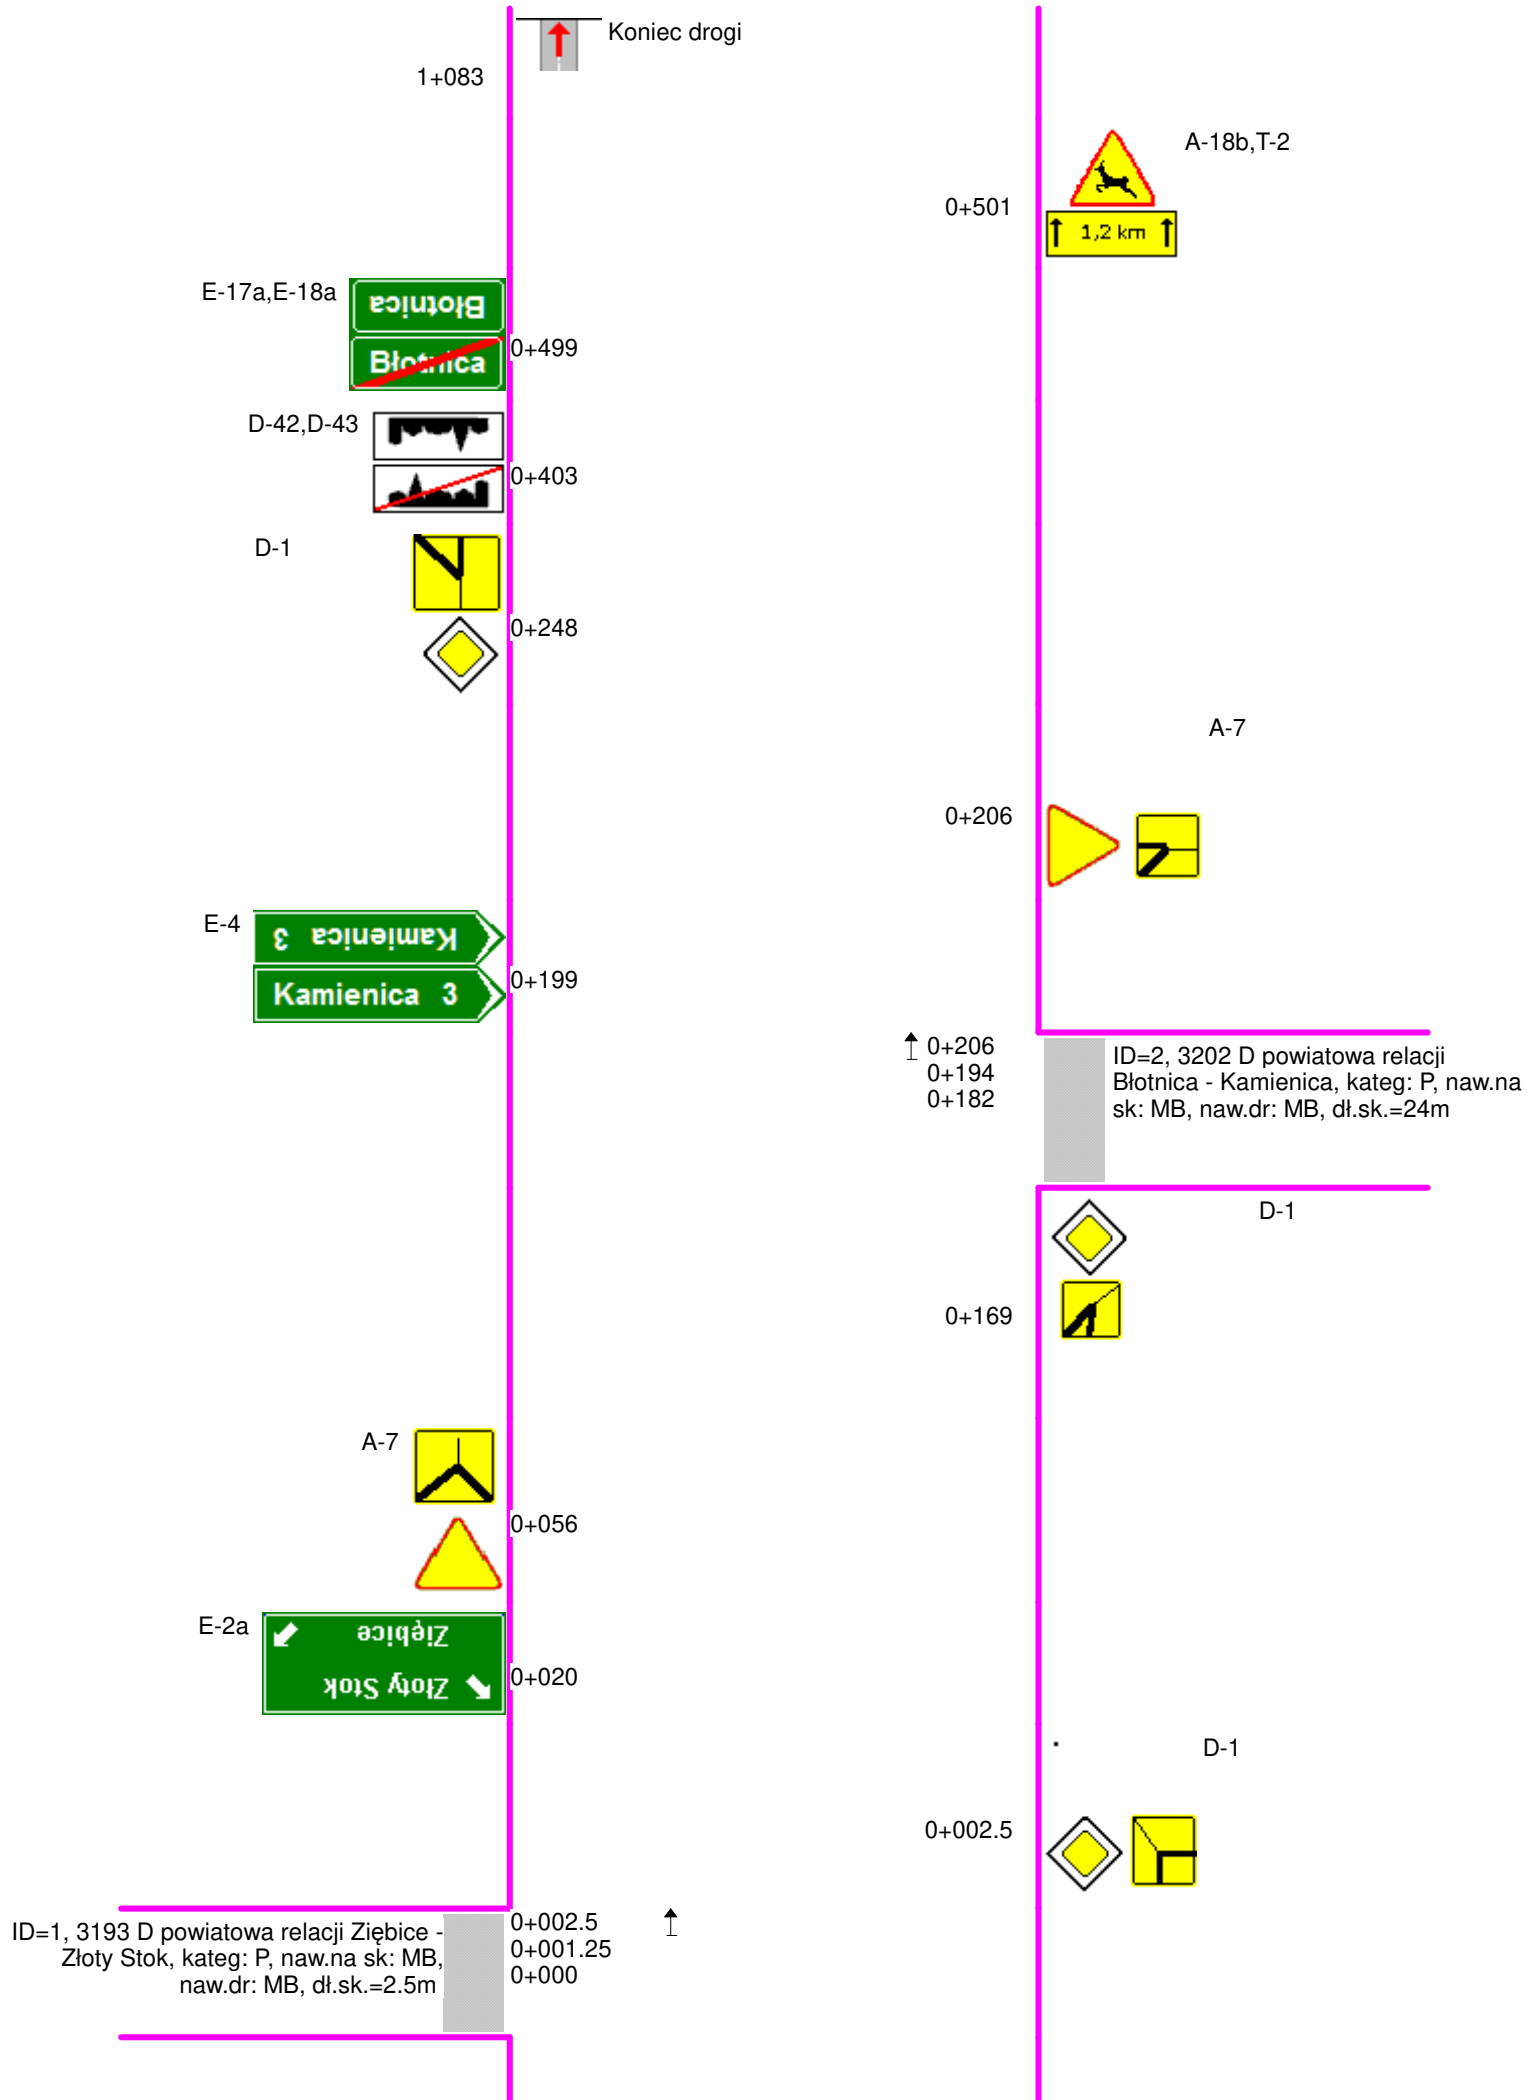 Koniec drogi
1+083
A-18b,T-2
0+501
1,2 km
E-17a,E-18a
Błotnica
0+499
Błotnica
D-42,D-43
0+403
D-1
0+248
A-7
0+206
E-4
Kamienica 3
0+199
Kamienica 3
0+206
0+194
0+182
ID=2, 3202 D powiatowa relacji
Błotnica - Kamienica, kateg: P, naw.na
sk: MB, naw.dr: MB, dł.sk.=24m
D-1
0+169
A-7
0+056
E-2a
Ziębice
Złoty Stok
0+020
D-1
0+002.5
ID=1, 3193 D powiatowa relacji Ziębice -
Złoty Stok, kateg: P, naw.na sk: MB,
naw.dr: MB, dł.sk.=2.5m
0+002.5
0+001.25
0+000